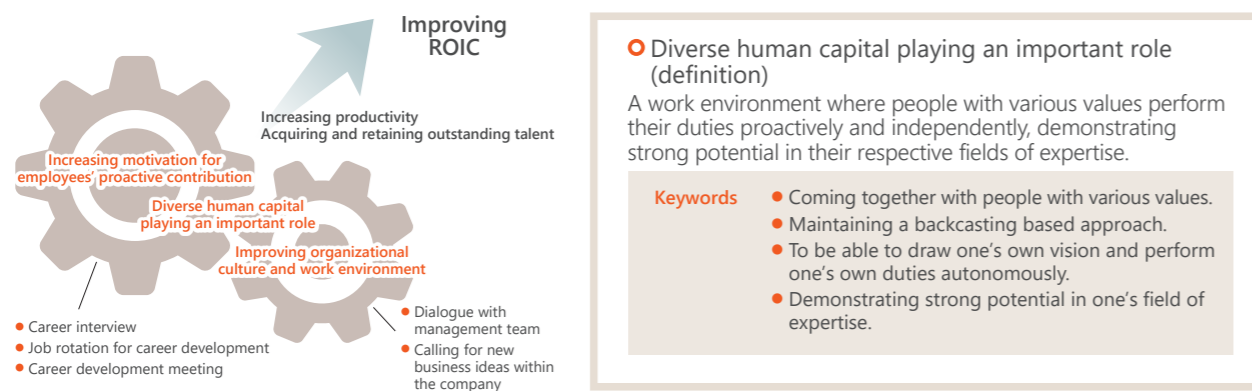 Improving
ROIC
Increasing productivity
Acquiring and retaining outstanding talent
Increasing motivation for
employees' proactive contribution
Diverse human capital
playing an important role
Improving organizational
culture and work environment
● Career interview
● Job rotation for career development
● Career development meeting
● Dialogue with
management team
● Calling for new
business ideas within
the company
Diverse human capital playing an important role
(definition)
A work environment where people with various values perform
their duties proactively and independently, demonstrating
strong potential in their respective fields of expertise.
Keywords
● Coming together with people with various values.
● Maintaining a backcasting based approach.
● To be able to draw one's own vision and perform
one's own duties autonomously.
● Demonstrating strong potential in one's field of
expertise.